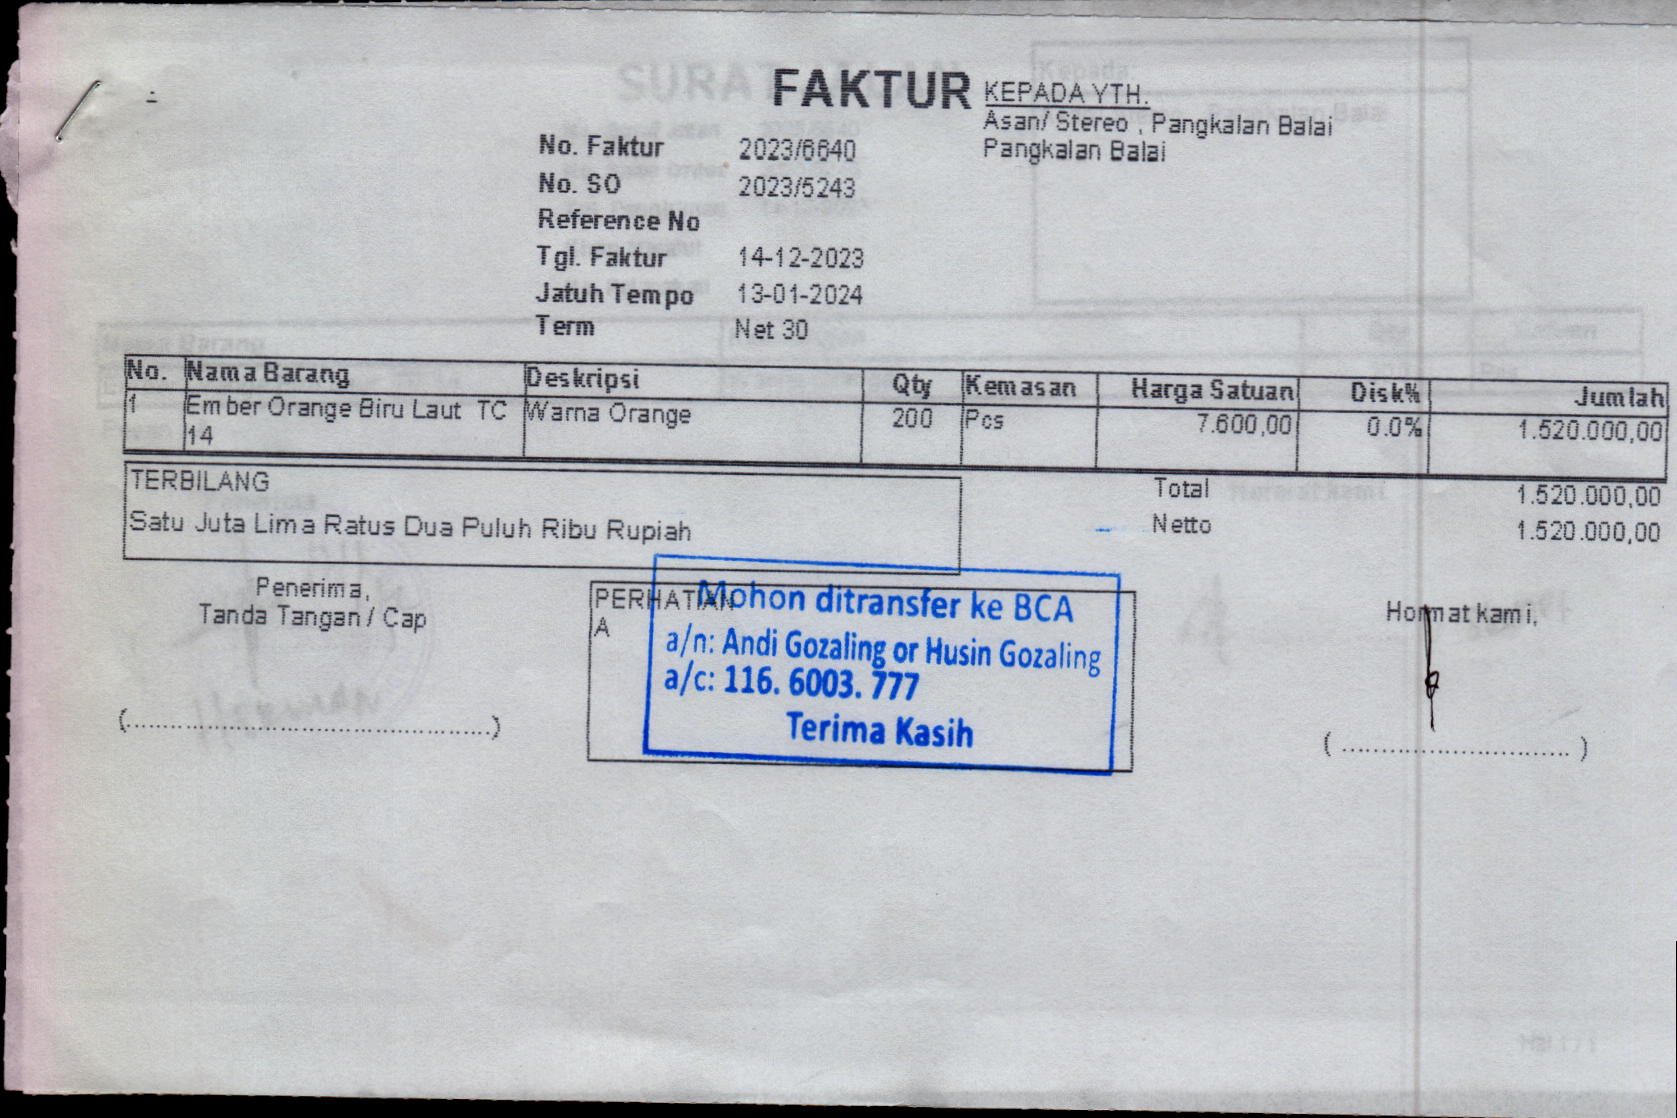 FAKTUR
KEPADA YTH.
Asan/ Stereo , Pangkalan Balai
Pangkalan Balai
No. Faktur 2023/6640
No. SO 2023/5243
Reference No
Tgl. Faktur 14-12-2023
Jatuh Tempo 13-01-2024
Term Net 30
No. Nama Barang Deskripsi Qty Kemasan Harga Satuan Disk% Jumlah
1 Ember Orange Biru Laut TC Warna Orange 200 Pcs 7.600,00 0.0% 1.520.000,00
14
TERBILANG
Satu Juta Lima Ratus Dua Puluh Ribu Rupiah
Total 1.520.000,00
Netto 1.520.000,00
Penerima,
Tanda Tangan / Cap
(..................................................)
PERHATIAN
A
Mohon ditransfer ke BCA
a/n: Andi Gozaling or Husin Gozaling
a/c: 116. 6003. 777
Terima Kasih
Hormat kami,
( ............................... )